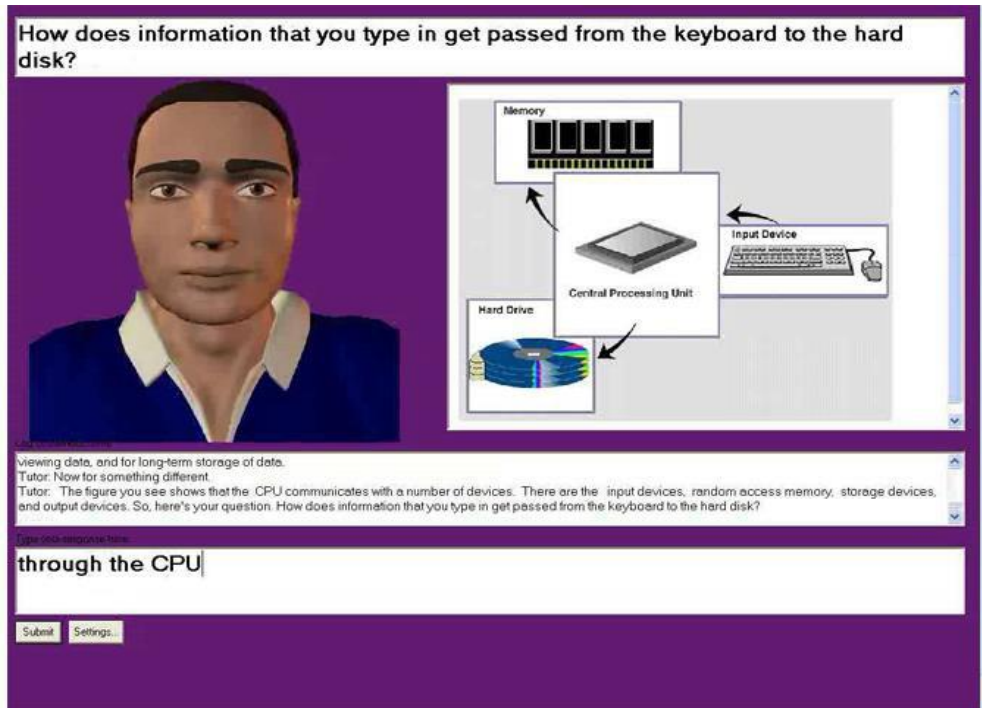 How does information that you type in get passed from the keyboard to the hard
disk?
Memory
Input Device
Central Processing Unit
Hard Drive
viewing data, and for long-term storage of data.
Tutor: Now for something different.
Tutor: The figure you see shows that the CPU communicates with a number of devices. There are the input devices, random access memory, storage devices,
and output devices. So, here's your question. How does information that you type in get passed from the keyboard to the hard disk?
Type your response here:
through the CPU
Submit Settings...